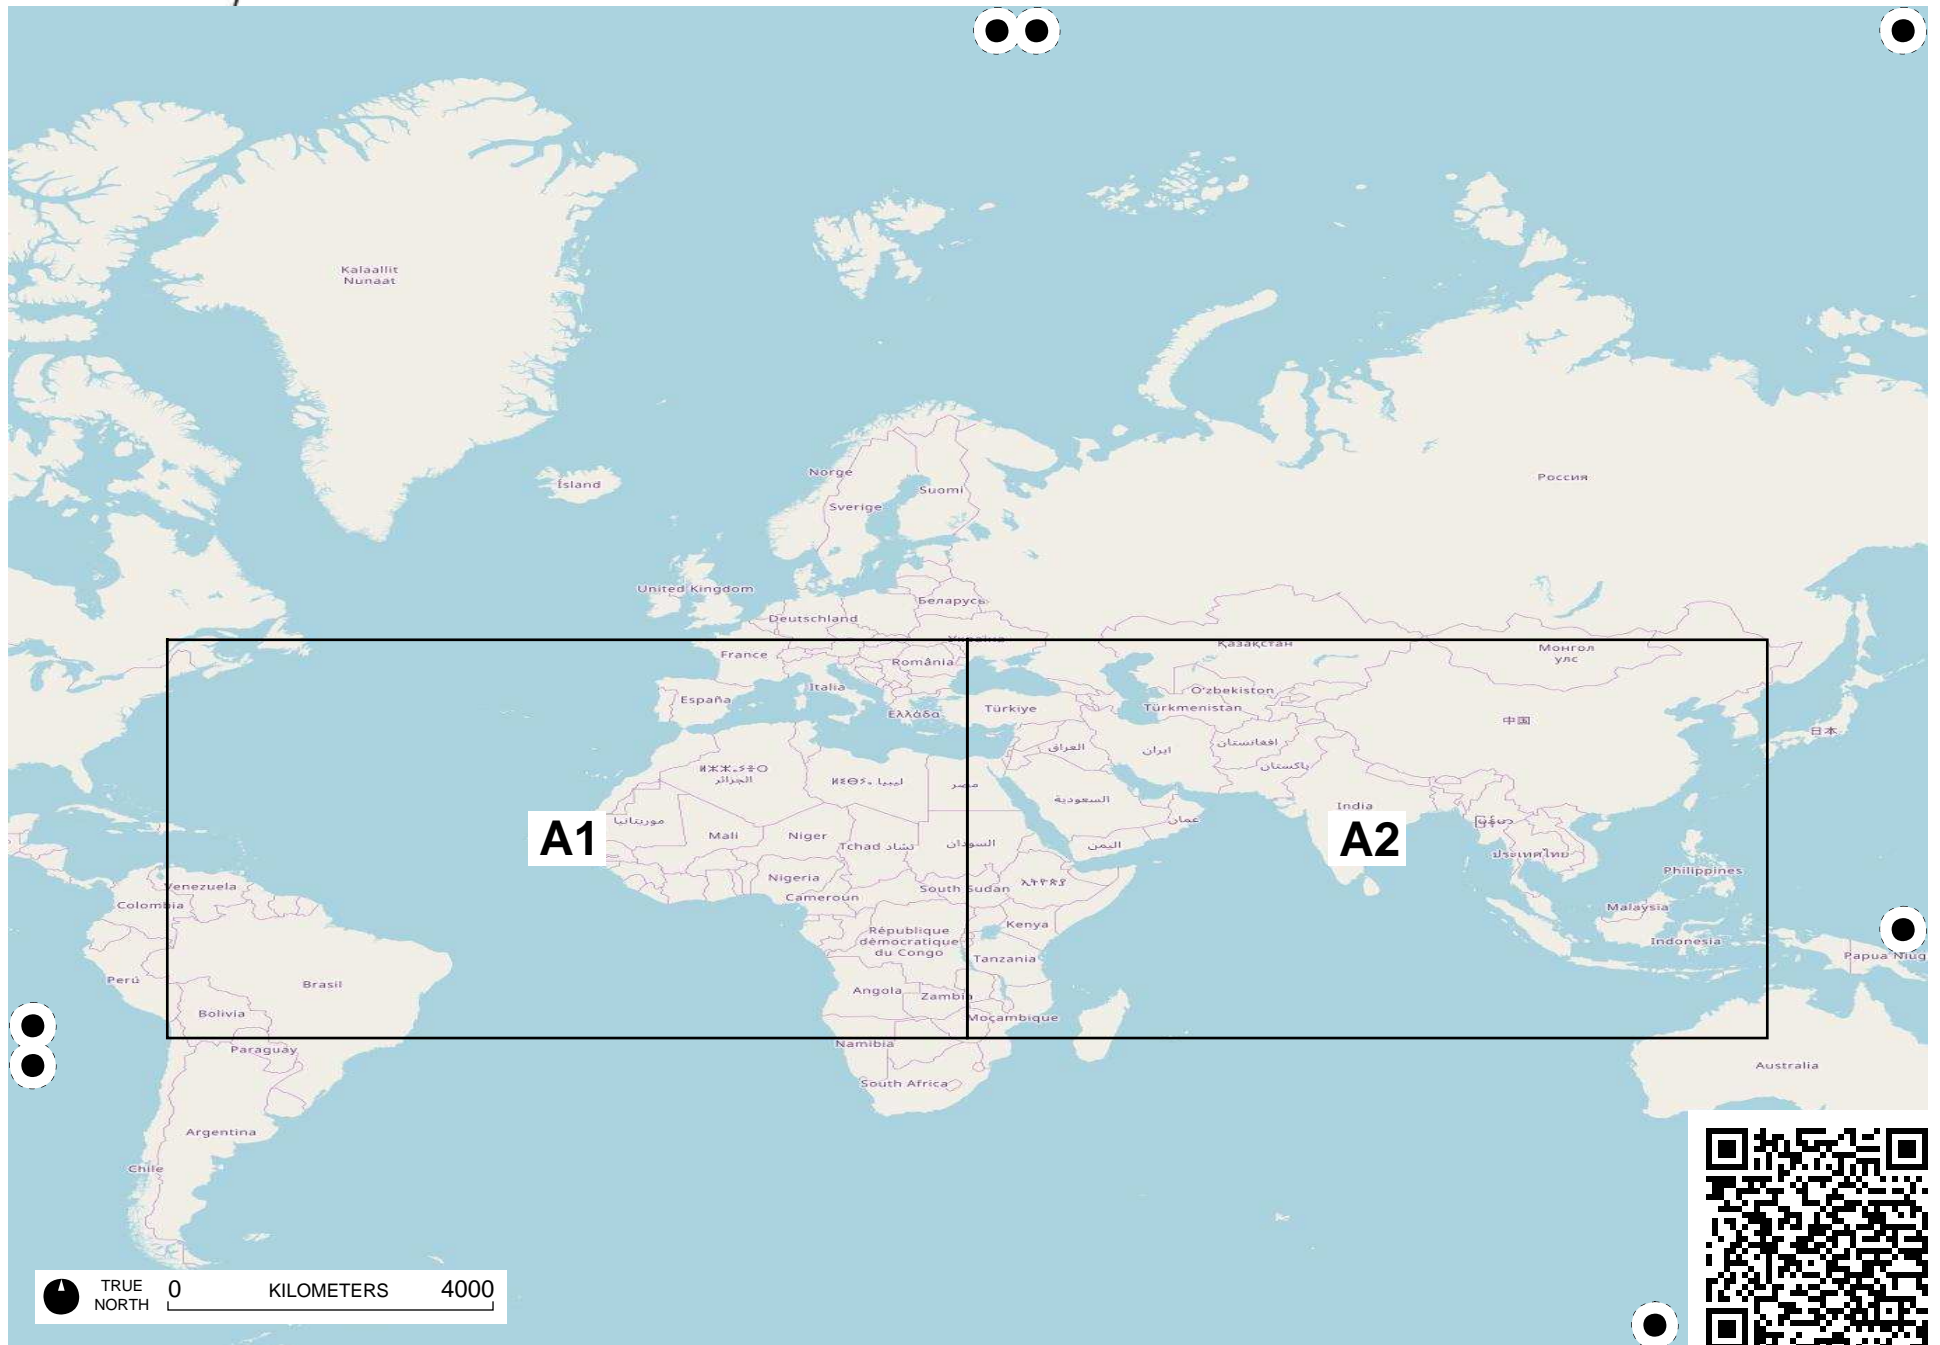 Kalaallit
Nunaat
Ísland
Norge
Suomi
Sverige
Россия
United Kingdom
Беларусь
Deutschland
Україна
France
România
Қазақстан
Монгол
улс
España
Italia
Ελλάδα
Türkiye
O'zbekiston
Türkmenistan
中国
日本
العراق
ایران
افغانستان
پاکستان
الجزائر
ليبيا
مصر
السعودية
عمان
India
موريتانيا
Mali
Niger
Tchad تشاد
السودان
اليمن
A1
A2
ประเทศไทย
Philippines
Venezuela
Colombia
Nigeria
Cameroun
South Sudan
Kenya
Malaysia
Indonesia
République
démocratique
du Congo
Tanzania
Papua Niug
Perú
Brasil
Angola
Zambia
Bolivia
Moçambique
Paraguay
Namibia
South Africa
Australia
Argentina
Chile
TRUE
NORTH
0 KILOMETERS 4000